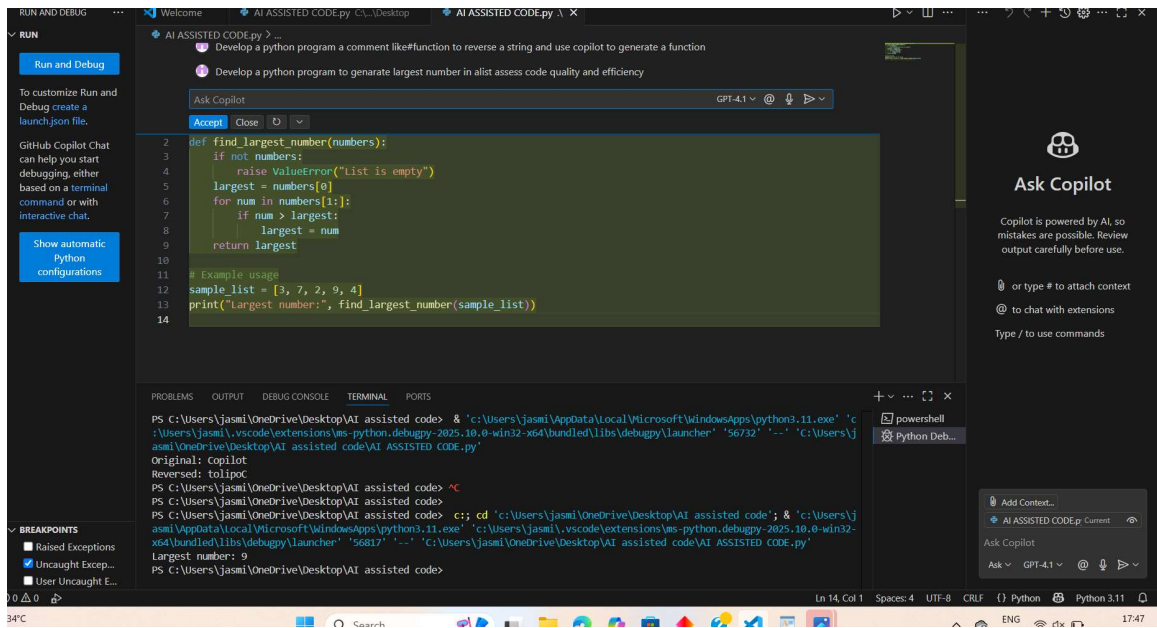 RUN AND DEBUG ···
Welcome
AI ASSISTED CODE.py C:\...\Desktop
AI ASSISTED CODE.py .\
RUN
Run and Debug
To customize Run and
Debug create a
launch.json file.
GitHub Copilot Chat
can help you start
debugging, either
based on a terminal
command or with
interactive chat.
Show automatic
Python
configurations
AI ASSISTED CODE.py > ...
Develop a python program a comment like#function to reverse a string and use copilot to generate a function
Develop a python program to genarate largest number in alist assess code quality and efficiency
Ask Copilot
GPT-4.1
Accept Close
2 def find_largest_number(numbers):
3 if not numbers:
4 raise ValueError("List is empty")
5 largest = numbers[0]
6 for num in numbers[1:]:
7 if num > largest:
8 largest = num
9 return largest
10
11 # Example usage
12 sample_list = [3, 7, 2, 9, 4]
13 print("Largest number:", find_largest_number(sample_list))
14
PROBLEMS OUTPUT DEBUG CONSOLE TERMINAL PORTS
PS C:\Users\jasmi\OneDrive\Desktop\AI assisted code> & 'c:\Users\jasmi\AppData\Local\Microsoft\WindowsApps\python3.11.exe' 'c
:\Users\jasmi\.vscode\extensions\ms-python.debugpy-2025.10.0-win32-x64\bundled\libs\debugpy\launcher' '56732' '--' 'C:\Users\j
asmi\OneDrive\Desktop\AI assisted code\AI ASSISTED CODE.py'
Original: Copilot
Reversed: tolipoC
PS C:\Users\jasmi\OneDrive\Desktop\AI assisted code> ^C
PS C:\Users\jasmi\OneDrive\Desktop\AI assisted code>
PS C:\Users\jasmi\OneDrive\Desktop\AI assisted code> c:; cd 'c:\Users\jasmi\OneDrive\Desktop\AI assisted code'; & 'c:\Users\j
asmi\AppData\Local\Microsoft\WindowsApps\python3.11.exe' 'c:\Users\jasmi\.vscode\extensions\ms-python.debugpy-2025.10.0-win32-
x64\bundled\libs\debugpy\launcher' '56817' '--' 'C:\Users\jasmi\OneDrive\Desktop\AI assisted code\AI ASSISTED CODE.py'
Largest number: 9
PS C:\Users\jasmi\OneDrive\Desktop\AI assisted code>
powershell
Python Deb...
Ask Copilot
Copilot is powered by AI, so
mistakes are possible. Review
output carefully before use.
or type # to attach context
@ to chat with extensions
Type / to use commands
Add Context...
AI ASSISTED CODE.p Current
Ask Copilot
Ask GPT-4.1 @
BREAKPOINTS
Raised Exceptions
Uncaught Excep...
User Uncaught E...
0 0
Ln 14, Col 1 Spaces: 4 UTF-8 CRLF {} Python Python 3.11
34°C
Search
ENG
17:47